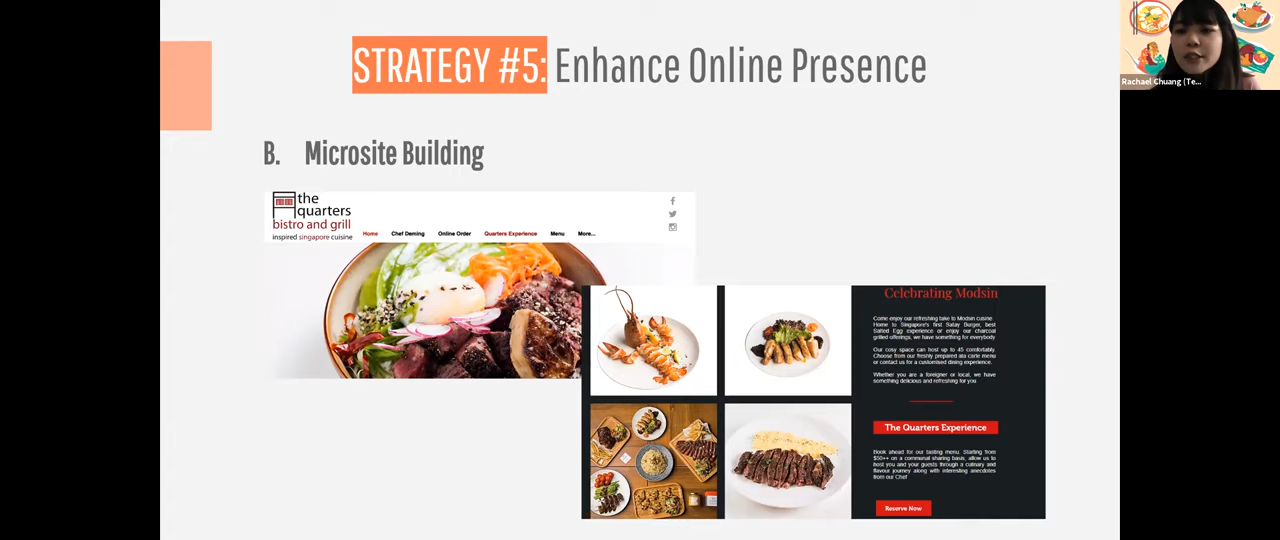 STRATEGY #5: Enhance Online Presence
Rachael Chuang (Te...
B. Microsite Building
the
quarters
bistro and grill
inspired singapore cuisine
Home Chef Deming Online Order Quarters Experience Menu More...
Celebrating Modsin
Come enjoy our refreshing take to Modsin cuisine
Home to Singapore's first Satay Burger, best
Salted Egg experience or enjoy our charcoal
grilled offerings, we have something for everybody
Our cosy space can host up to 45 comfortably.
Choose from our freshly prepared ala carte menu
or contact us for a customised dining experience.
Whether you are a foreigner or local, we have
something delicious and refreshing for you
The Quarters Experience
Book ahead for our tasting menu. Starting from
$50++ on a communal sharing basis, allow us to
host you and your guests through a culinary and
flavour journey along with interesting anecdotes
from our Chef
Reserve Now